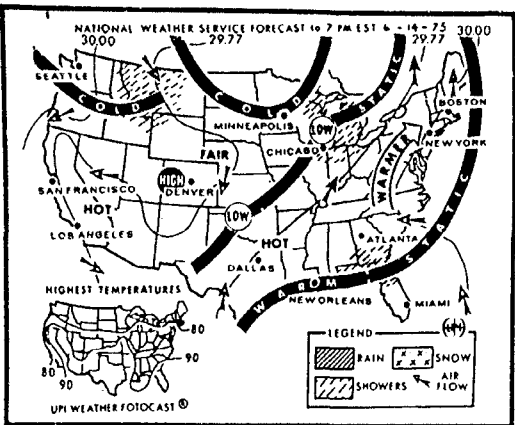 NATIONAL WEATHER SERVICE FORECAST to 7 PM EST 6 - 14 - 75
30.00
29.77
29.77
30.00
SEATTLE
COLD
COLD
STATIC
BOSTON
MINNEAPOLIS
LOW
CHICAGO
NEW YORK
WARMER
FAIR
HIGH
DENVER
SAN FRANCISCO
HOT
LOW
LOS ANGELES
HOT
ATLANTA
DALLAS
STATIC
WARM
NEW ORLEANS
MIAMI
HIGHEST TEMPERATURES
80
90
80
90
UPI WEATHER FOTOCAST ®
LEGEND
UPI
RAIN
SNOW
SHOWERS
AIR
FLOW